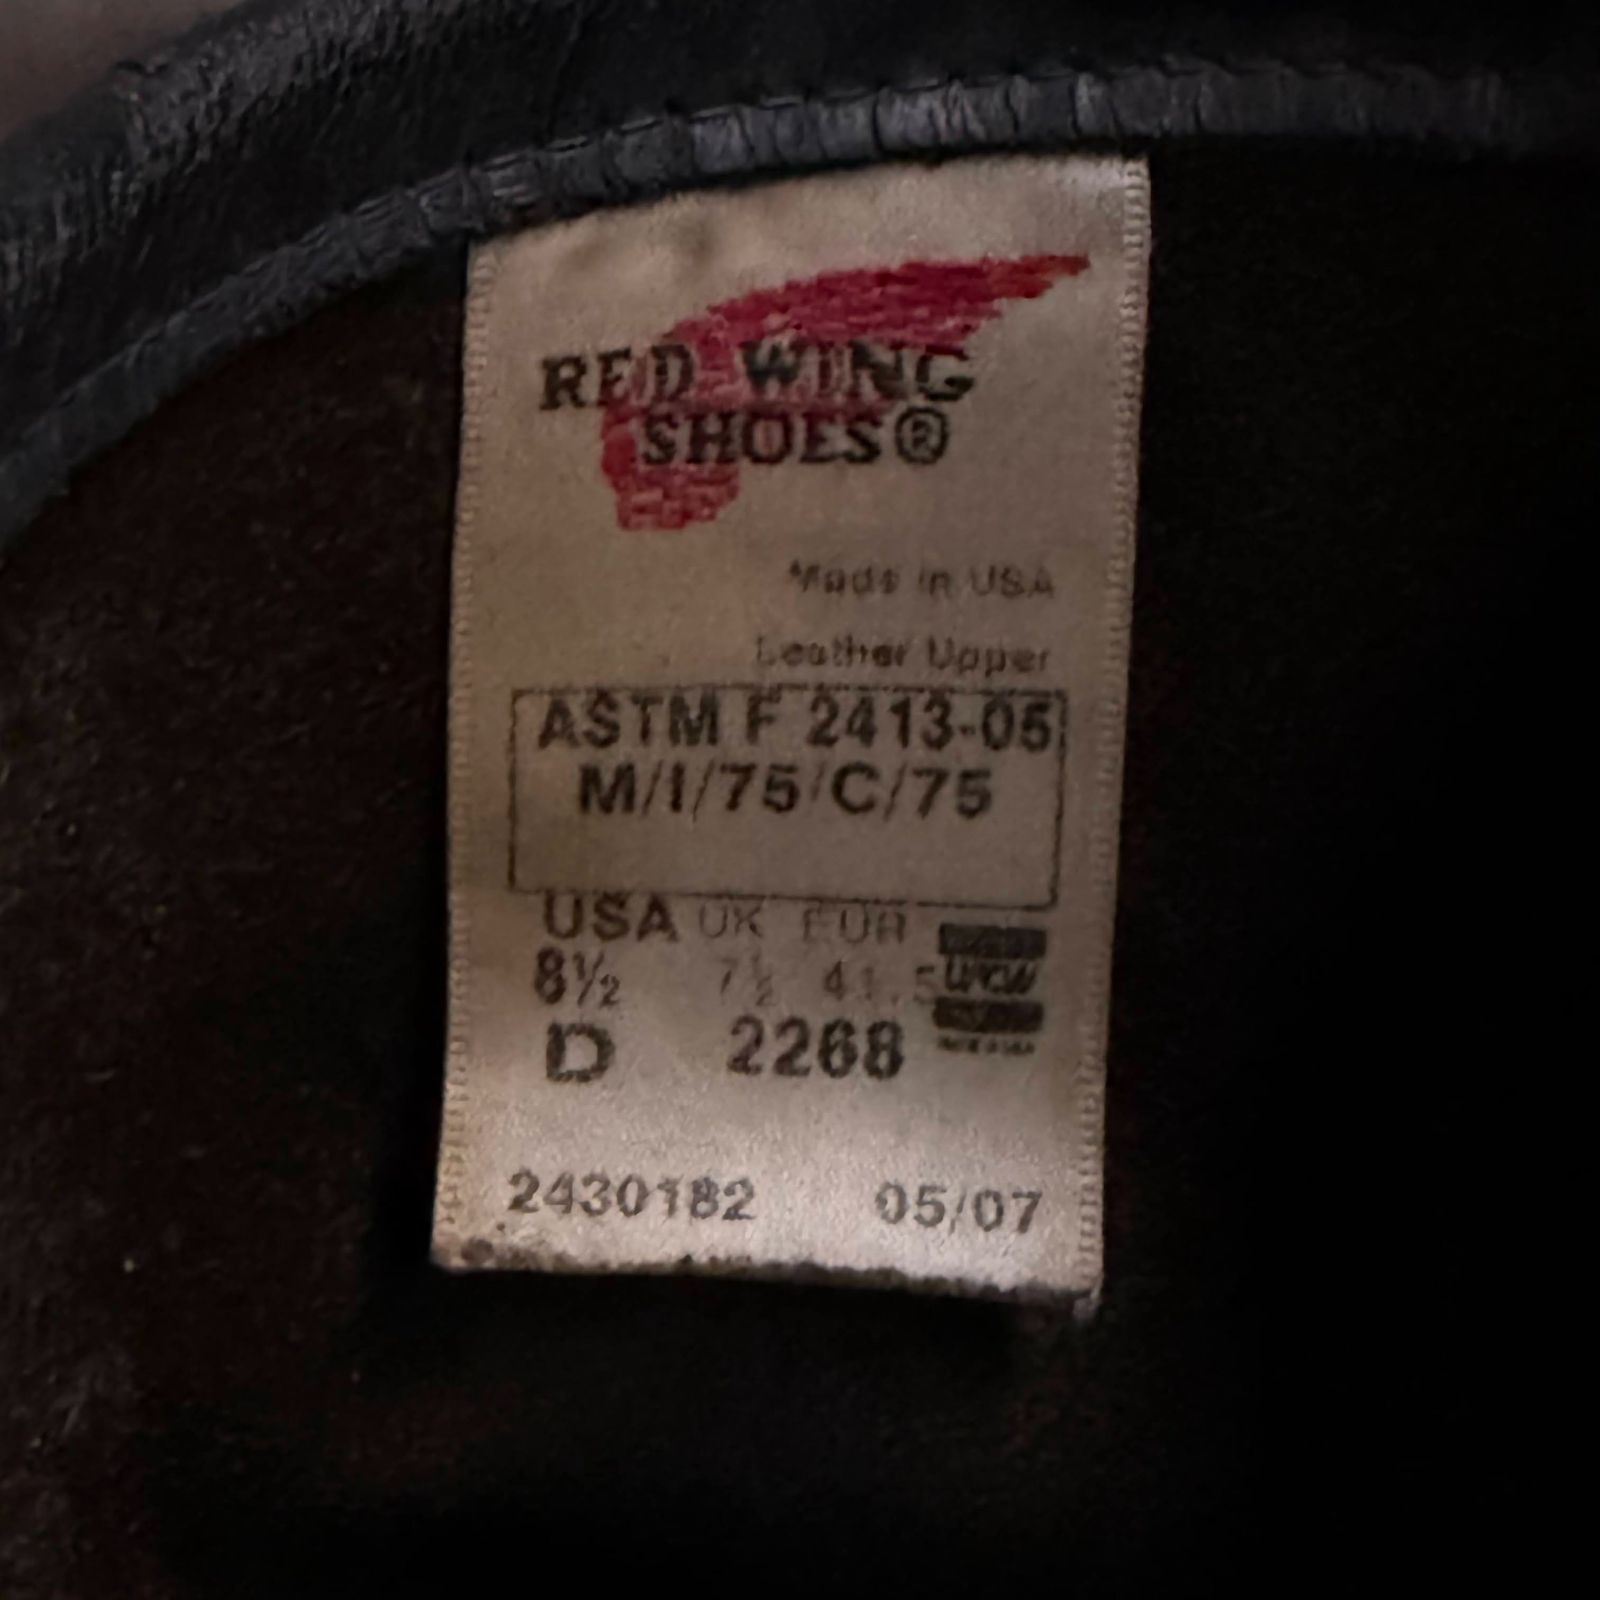 RED WING
SHOES®
Made in USA
Leather Upper
ASTM F 2413-05
M/I/75/C/75
USA UK EUR
8½ 7½ 41.5
UFCW
D 2268
2430182 05/07